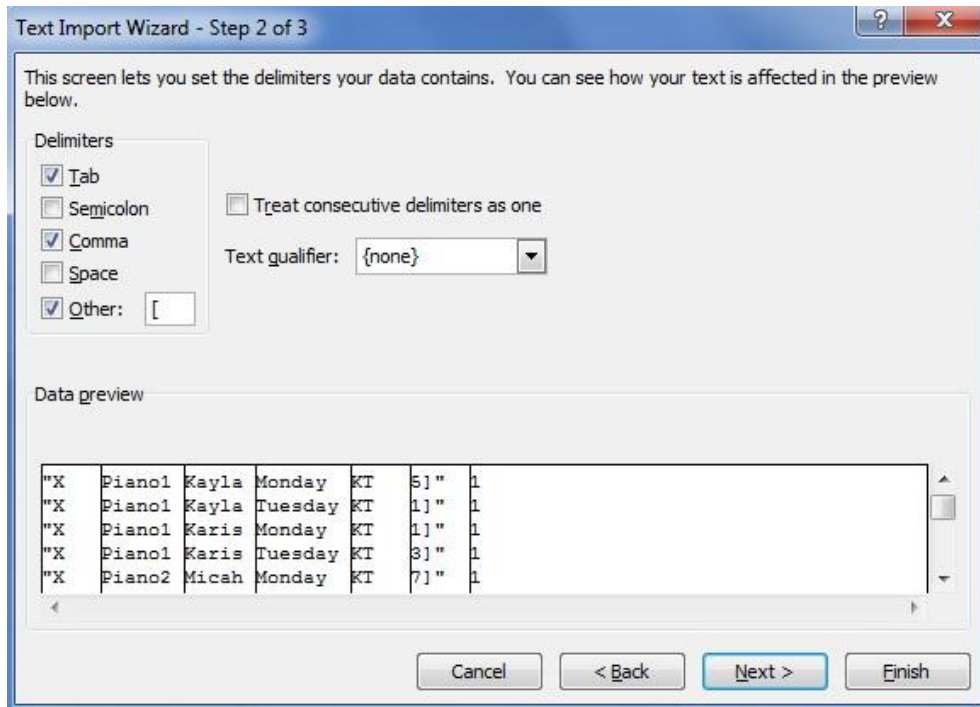 Text Import Wizard - Step 2 of 3
This screen lets you set the delimiters your data contains.  You can see how your text is affected in the preview
below.
Delimiters
Tab
Semicolon
Comma
Space
Other: [
Treat consecutive delimiters as one
Text qualifier: {none}
Data preview
"X Piano1 Kayla Monday KT 5]" 1
"X Piano1 Kayla Tuesday KT 1]" 1
"X Piano1 Karis Monday KT 1]" 1
"X Piano1 Karis Tuesday KT 3]" 1
"X Piano2 Micah Monday KT 7]" 1
Cancel < Back Next > Finish